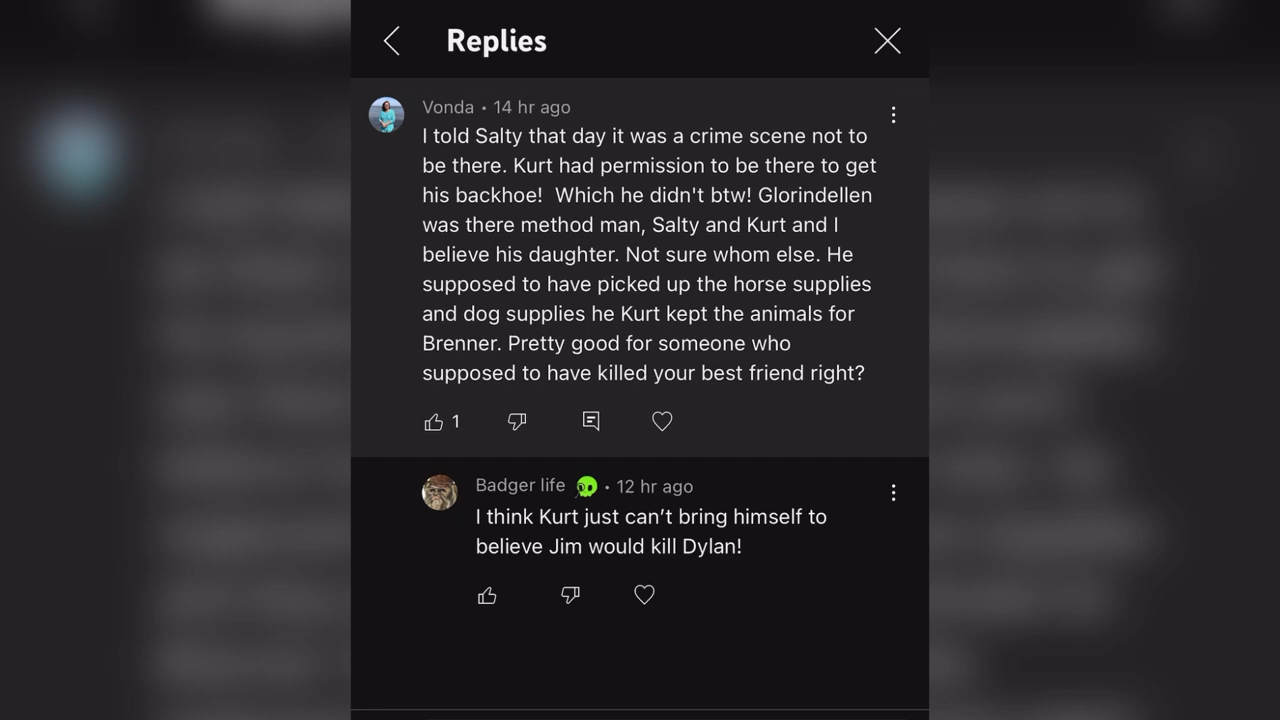 Replies
Vonda • 14 hr ago
I told Salty that day it was a crime scene not to
be there. Kurt had permission to be there to get
his backhoe!  Which he didn't btw! Glorindellen
was there method man, Salty and Kurt and I
believe his daughter. Not sure whom else. He
supposed to have picked up the horse supplies
and dog supplies he Kurt kept the animals for
Brenner. Pretty good for someone who
supposed to have killed your best friend right?
1
Badger life • 12 hr ago
I think Kurt just can’t bring himself to
believe Jim would kill Dylan!